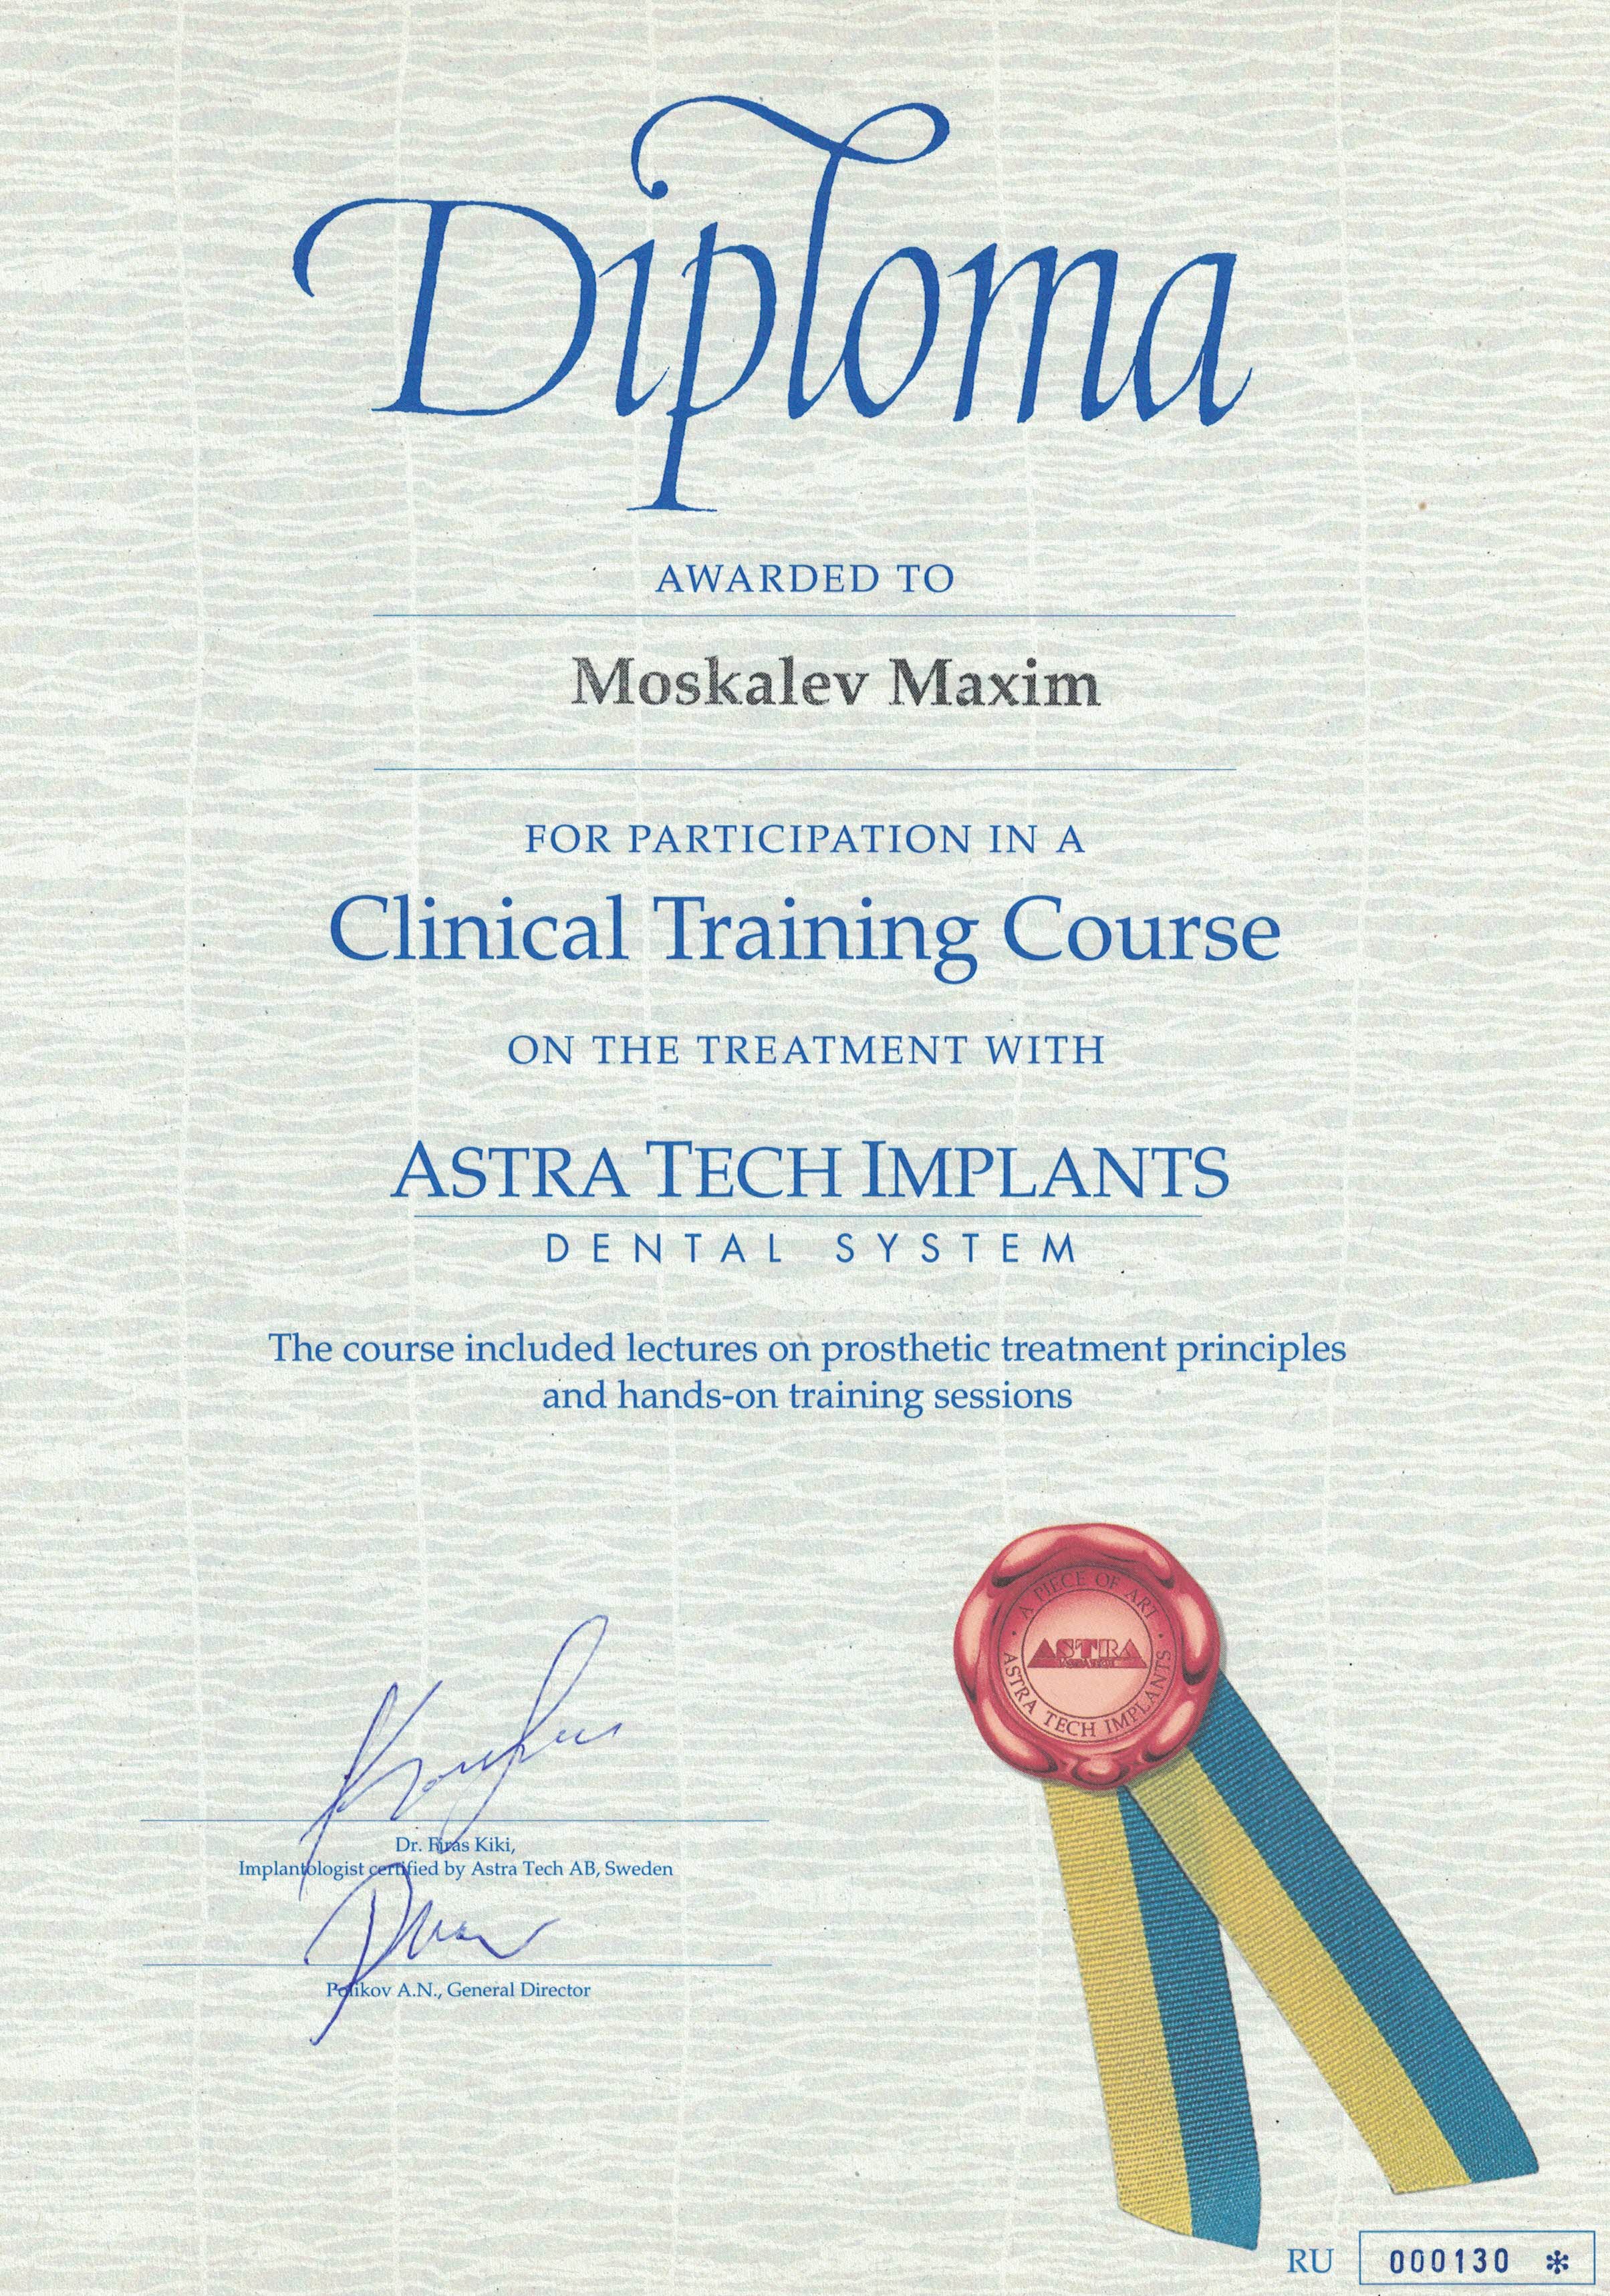 Diploma
AWARDED TO
Moskalev Maxim
FOR PARTICIPATION IN A
Clinical Training Course
ON THE TREATMENT WITH
ASTRA TECH IMPLANTS
DENTAL SYSTEM
The course included lectures on prosthetic treatment principles
and hands-on training sessions
· A PIECE OF ART ·
ASTRA
ASTRA TECH IMPLANTS
Dr. Firas Kiki,
Implantologist certified by Astra Tech AB, Sweden
Polikov A.N., General Director
RU 000130 *